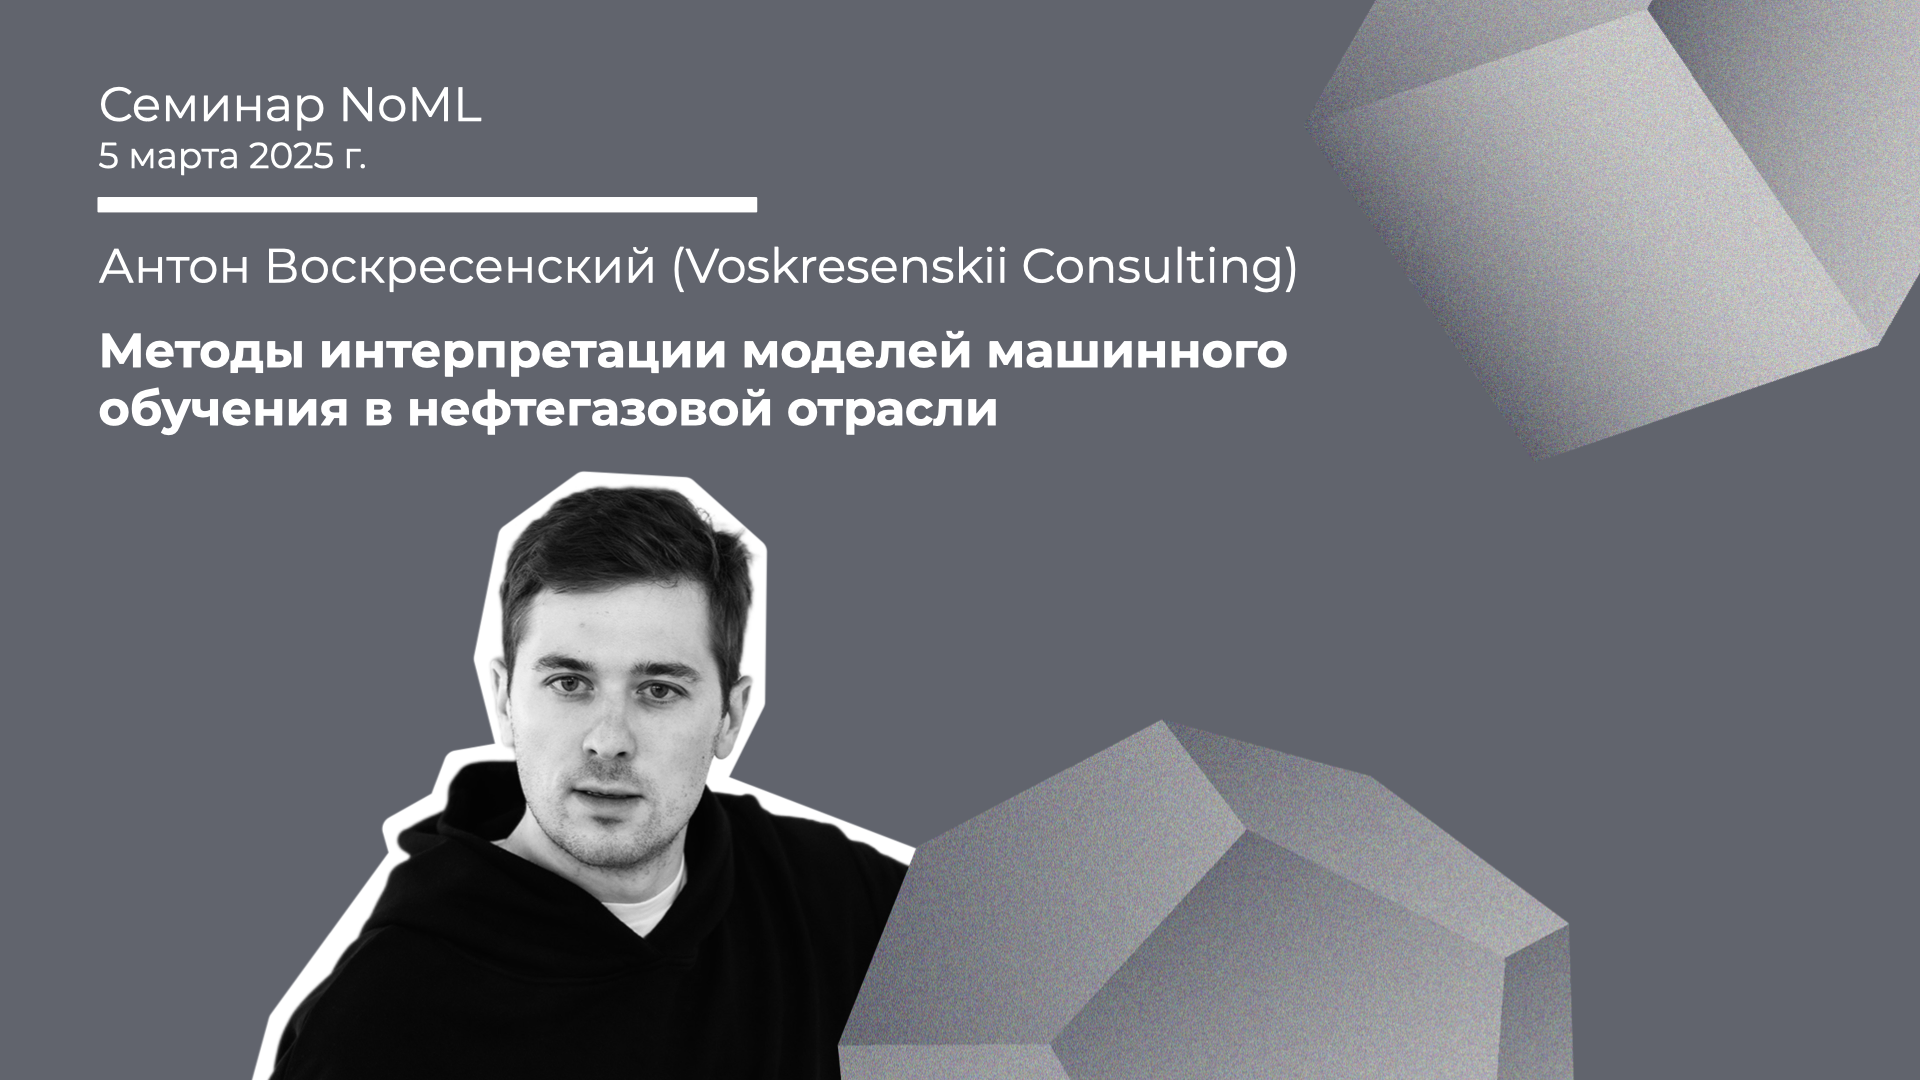 Семинар NoML
5 марта 2025 г.
Антон Воскресенский (Voskresenskii Consulting)
Методы интерпретации моделей машинного
обучения в нефтегазовой отрасли